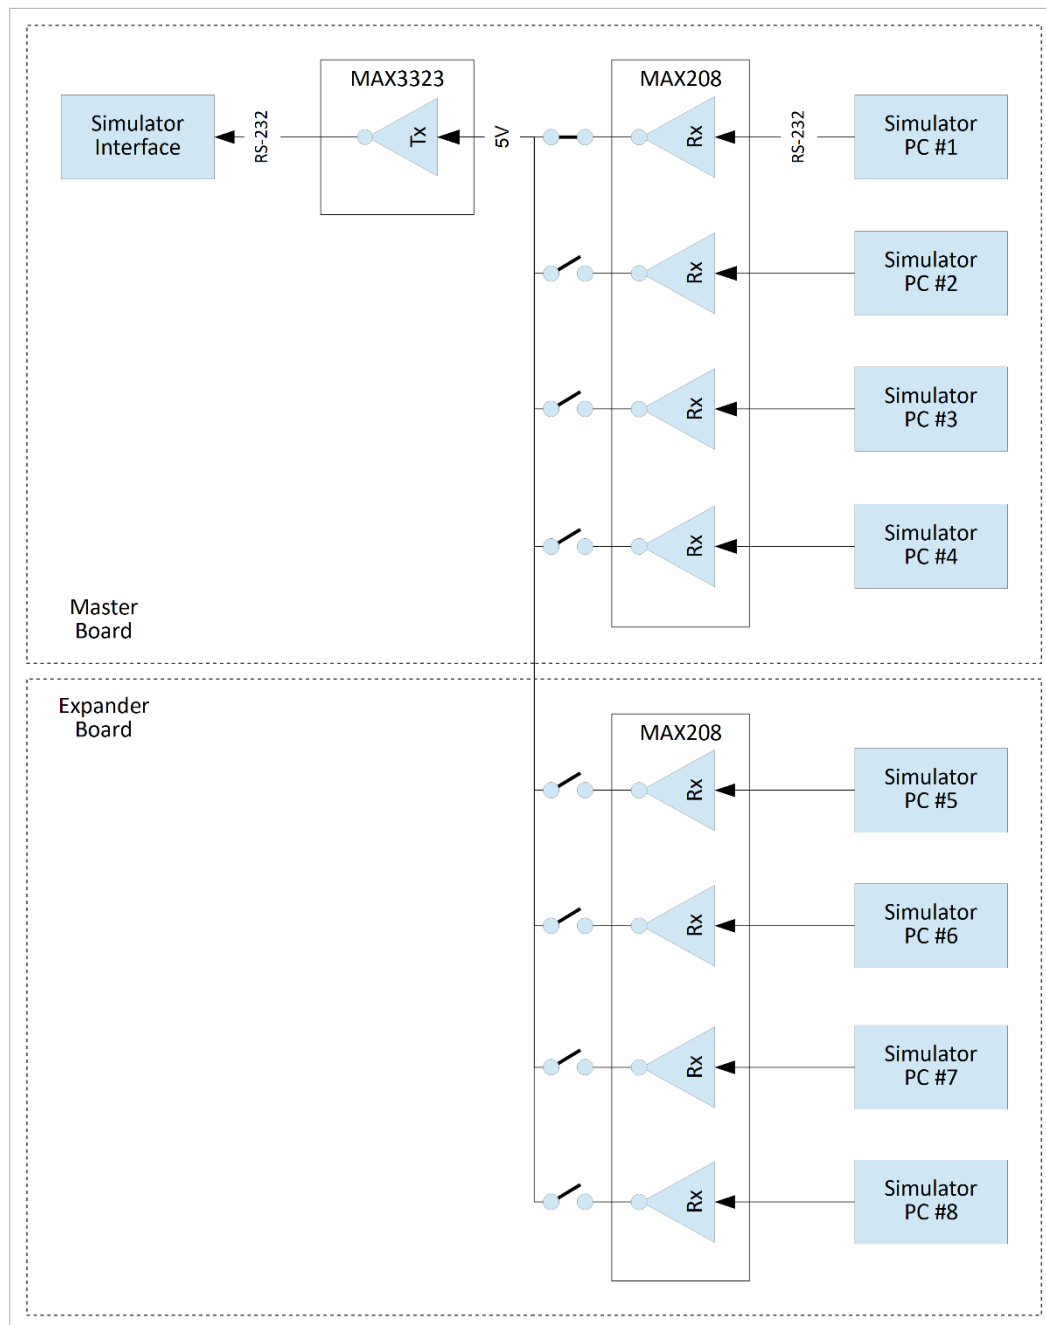 MAX3323
MAX208
Simulator
Interface
RS-232
Tx
5V
Rx
RS-232
Simulator
PC #1
Rx
Simulator
PC #2
Rx
Simulator
PC #3
Rx
Simulator
PC #4
Master
Board
Expander
Board
MAX208
Rx
Simulator
PC #5
Rx
Simulator
PC #6
Rx
Simulator
PC #7
Rx
Simulator
PC #8